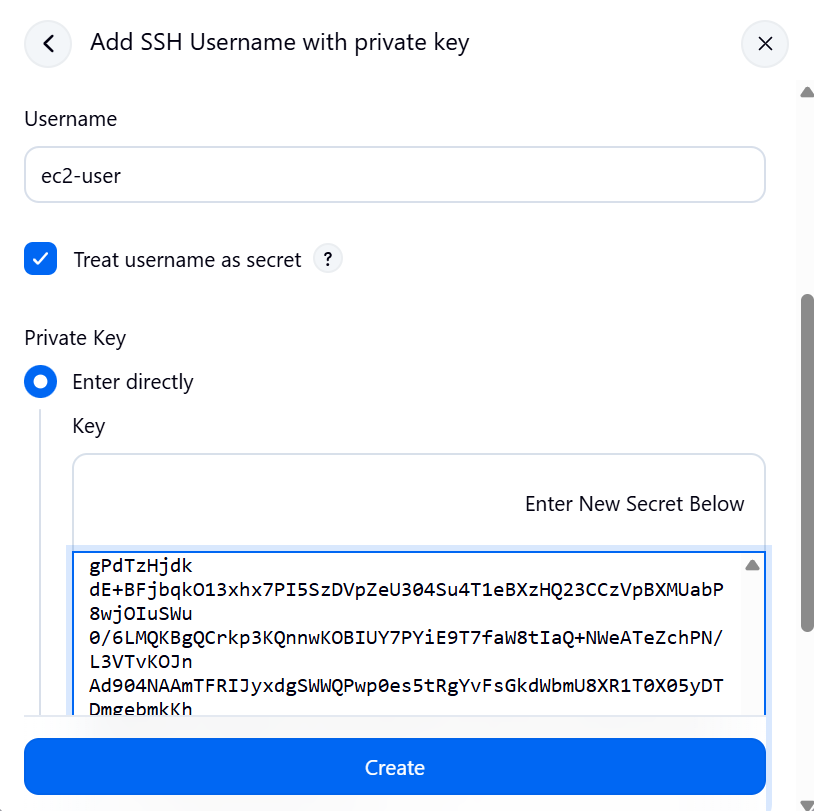 Add SSH Username with private key
Username
ec2-user
Treat username as secret ?
Private Key
Enter directly
Key
Enter New Secret Below
gPdTzHjdk
dE+BFjbqkO13xhx7PI5SzDVpZeU304Su4T1eBXzHQ23CCzVpBXMUabP
8wjOIuSWu
0/6LMQKBgQCrkp3KQnnwKOBIUY7PYiE9T7faW8tIaQ+NWeATeZchPN/
L3VTvKOJn
Ad904NAAmTFRIJyxdgSWWQPwp0es5tRgYvFsGkdWbmU8XR1T0X05yDT
DmgebmkKh
Create